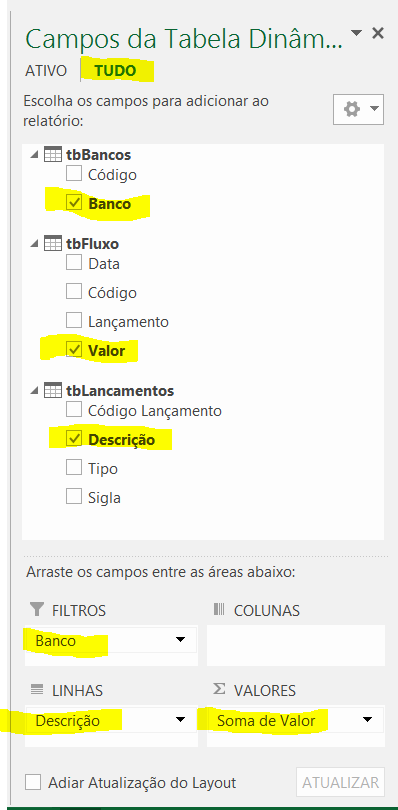 Campos da Tabela Dinâm...
ATIVO TUDO
Escolha os campos para adicionar ao
relatório:
tbBancos
Código
Banco
tbFluxo
Data
Código
Lançamento
Valor
tbLancamentos
Código Lançamento
Descrição
Tipo
Sigla
Arraste os campos entre as áreas abaixo:
FILTROS
COLUNAS
Banco
LINHAS
VALORES
Descrição
Soma de Valor
Adiar Atualização do Layout
ATUALIZAR